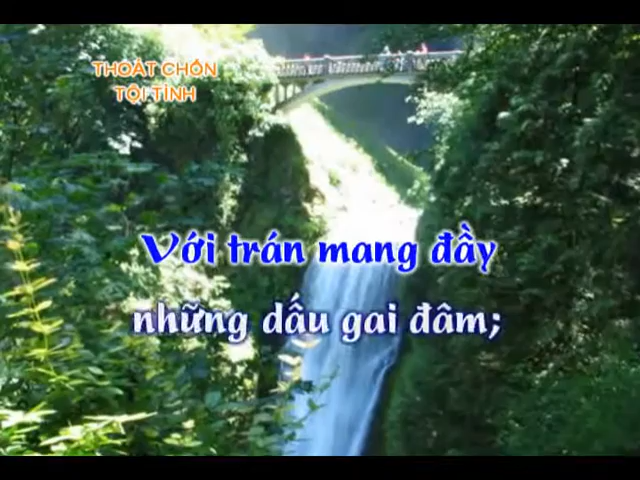 THOÁT CHỐN
TỘI TÌNH
Với trán mang đầy
những dấu gai đâm;